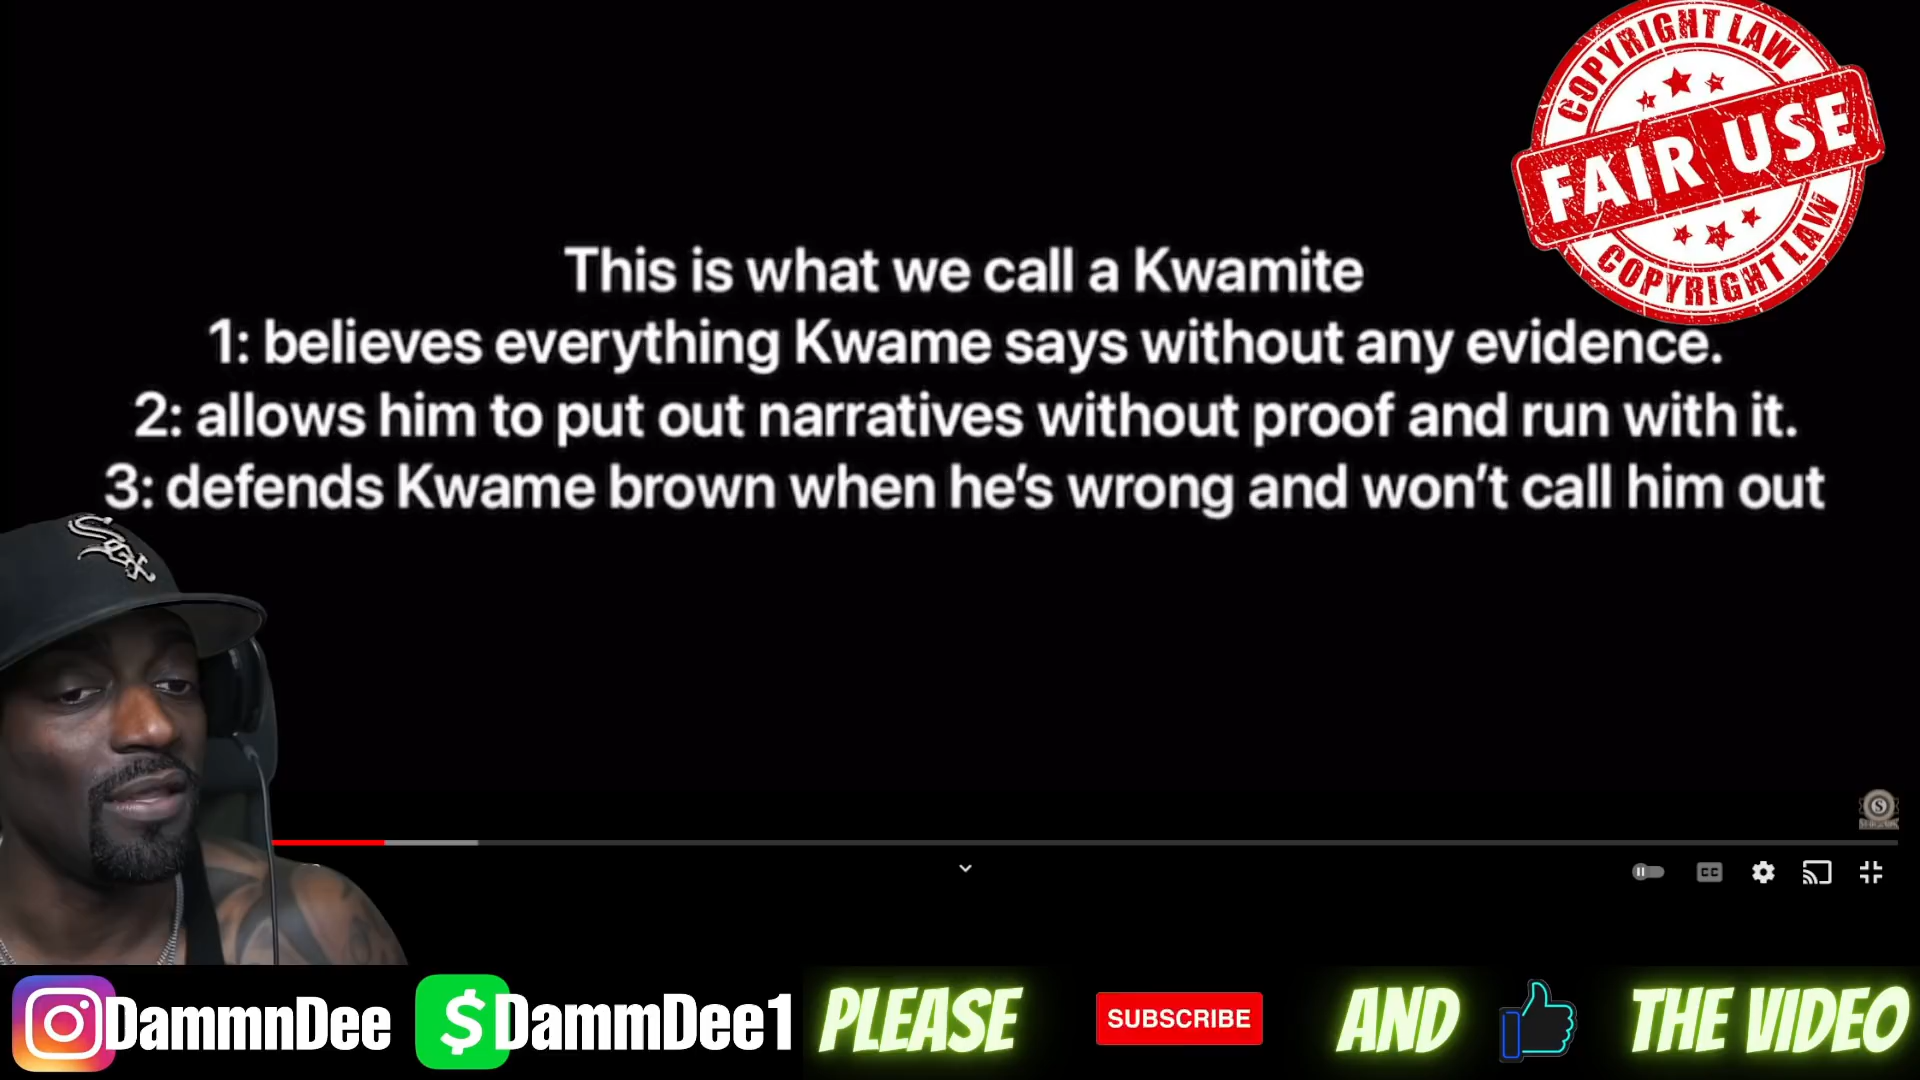 COPYRIGHT LAW
FAIR USE
COPYRIGHT LAW
This is what we call a Kwamite
1: believes everything Kwame says without any evidence.
2: allows him to put out narratives without proof and run with it.
3: defends Kwame brown when he’s wrong and won’t call him out
Sox
CC
DammnDee
$DammDee1
PLEASE
SUBSCRIBE
AND
THE VIDEO